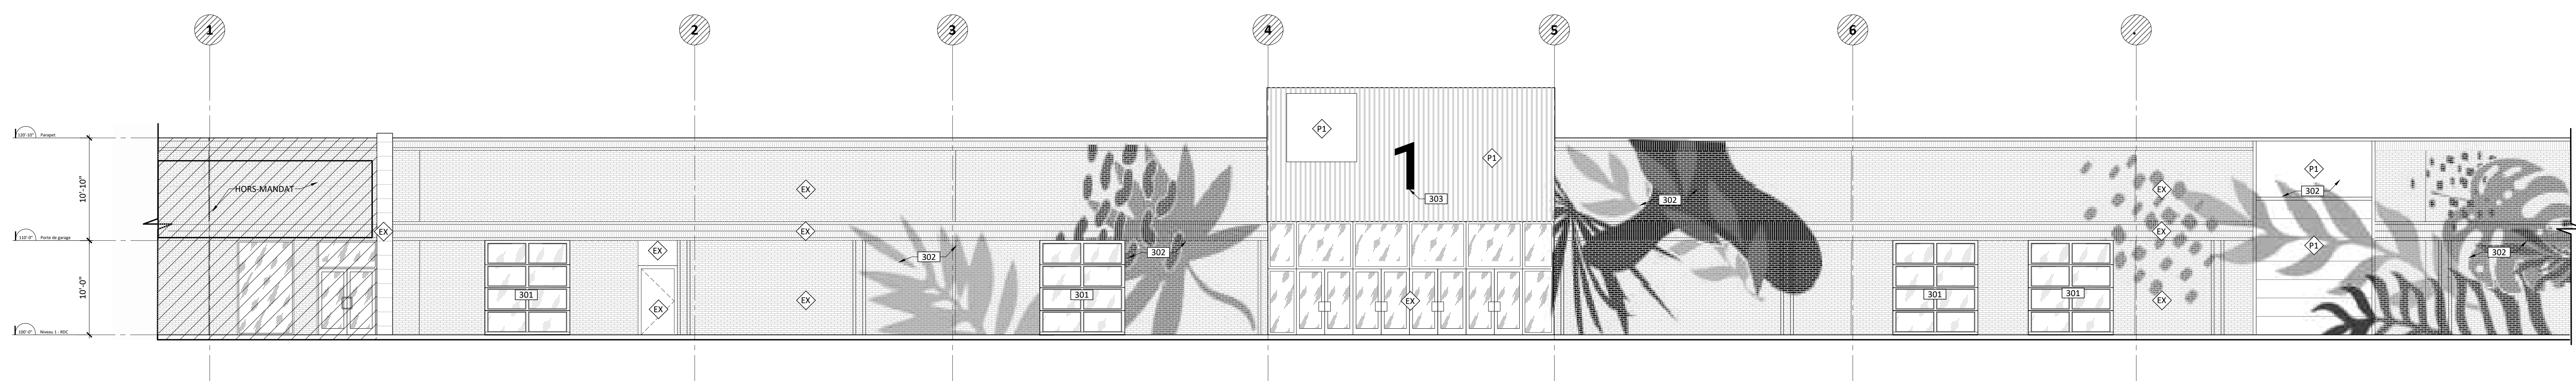 1
2
3
4
5
6
.
120'-10" Parapet
10'-10"
110'-0" Porte de garage
10'-0"
100'-0" Niveau 1 - RDC
HORS-MANDAT
EX
301
EX
EX
EX
EX
EX
302
301
302
P1
1
P1
303
EX
302
301
301
EX
EX
EX
P1
302
P1
302